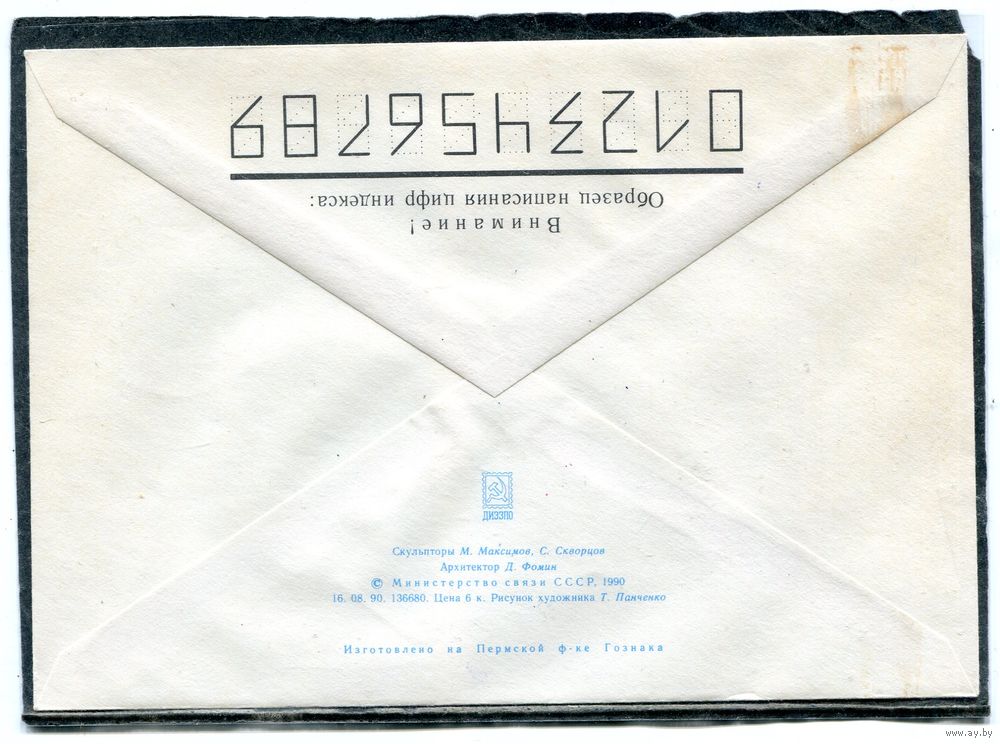 Внимание!
Образец написания цифр индекса:
0123456789
ДИЭЗПО
Скульпторы М. Максимов, С. Скворцов
Архитектор Д. Фомин
© Министерство связи СССР, 1990
16. 08. 90. 136680. Цена 6 к. Рисунок художника Т. Панченко
Изготовлено на Пермской ф-ке Гознака
www.ay.by